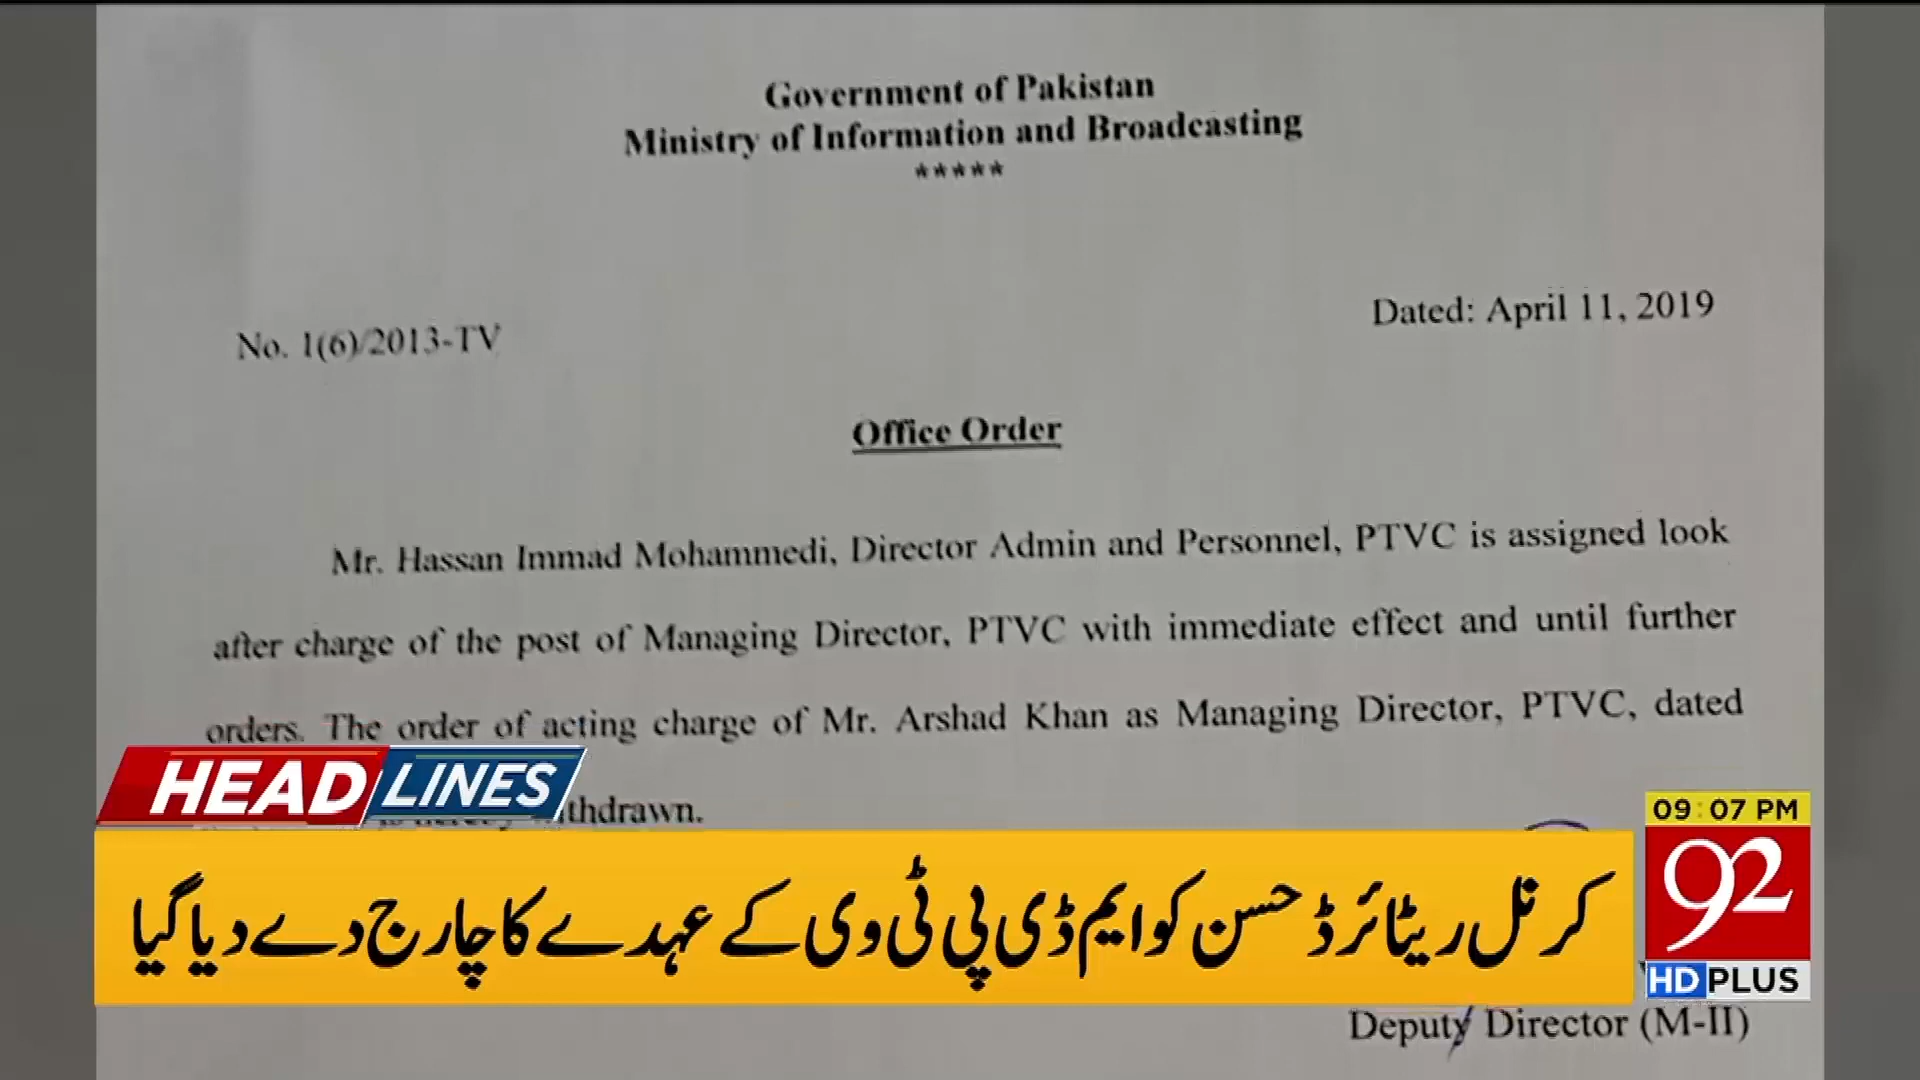 Government of Pakistan
Ministry of Information and Broadcasting
*****
No. 1(6)/2013-TV
Dated: April 11, 2019
Office Order
Mr. Hassan Immad Mohammedi, Director Admin and Personnel, PTVC is assigned look
after charge of the post of Managing Director, PTVC with immediate effect and until further
orders. The order of acting charge of Mr. Arshad Khan as Managing Director, PTVC, dated
withdrawn.
HEADLINES
09:07 PM
92
HD PLUS
کرنل ریٹائرڈ حسن کو ایم ڈی پی ٹی وی کے عہدے کا چارج دے دیا گیا
Deputy Director (M-II)